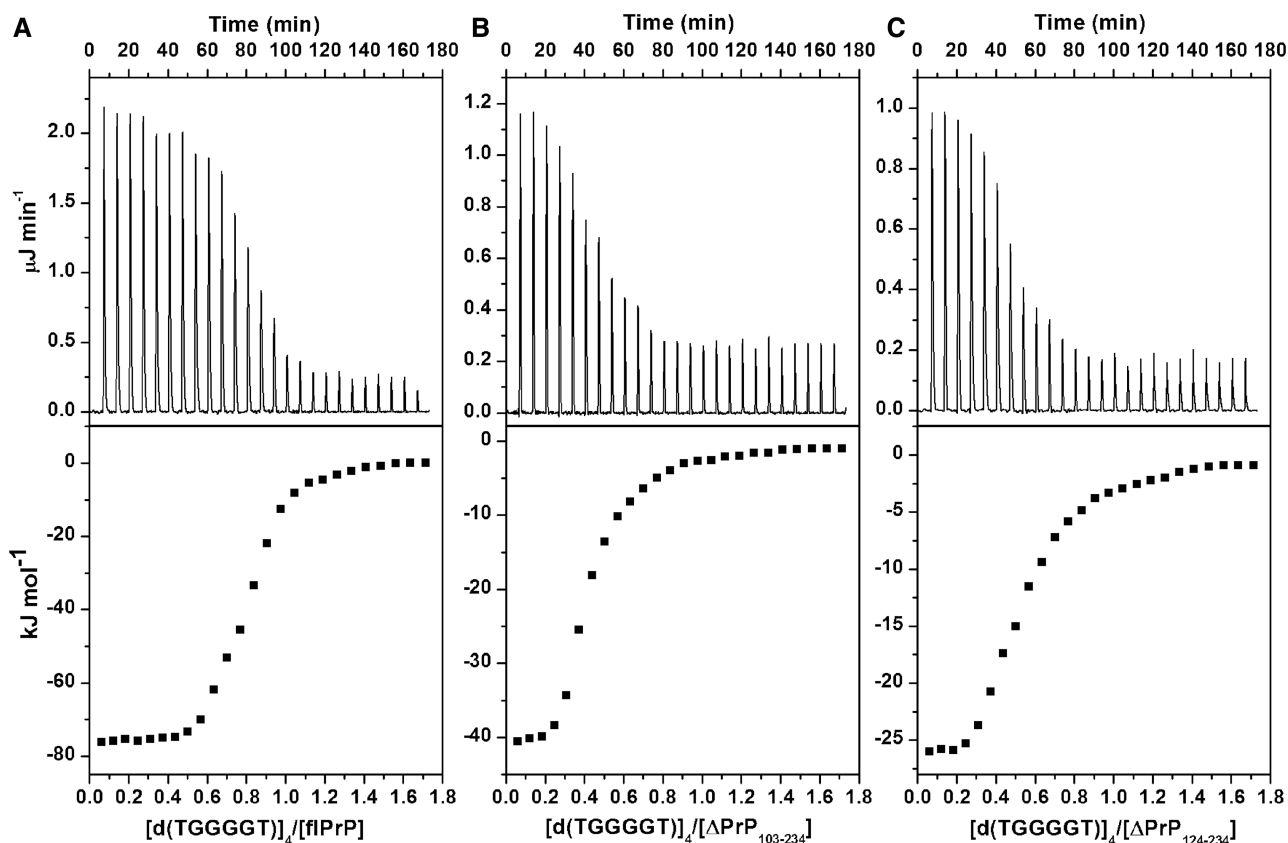 A
Time (min)
0 20 40 60 80 100 120 140 160 180
µJ min⁻¹
2.0
1.5
1.0
0.5
0.0
kJ mol⁻¹
0
-20
-40
-60
-80
0.0 0.2 0.4 0.6 0.8 1.0 1.2 1.4 1.6 1.8
[d(TGGGGT)]₄/[flPrP]
B
Time (min)
0 20 40 60 80 100 120 140 160 180
1.2
1.0
0.8
0.6
0.4
0.2
0.0
0
-10
-20
-30
-40
0.0 0.2 0.4 0.6 0.8 1.0 1.2 1.4 1.6 1.8
[d(TGGGGT)]₄/[ΔPrP₁₀₃₋₂₃₄]
C
Time (min)
0 20 40 60 80 100 120 140 160 180
1.0
0.8
0.6
0.4
0.2
0.0
0
-5
-10
-15
-20
-25
0.0 0.2 0.4 0.6 0.8 1.0 1.2 1.4 1.6 1.8
[d(TGGGGT)]₄/[ΔPrP₁₂₄₋₂₃₄]